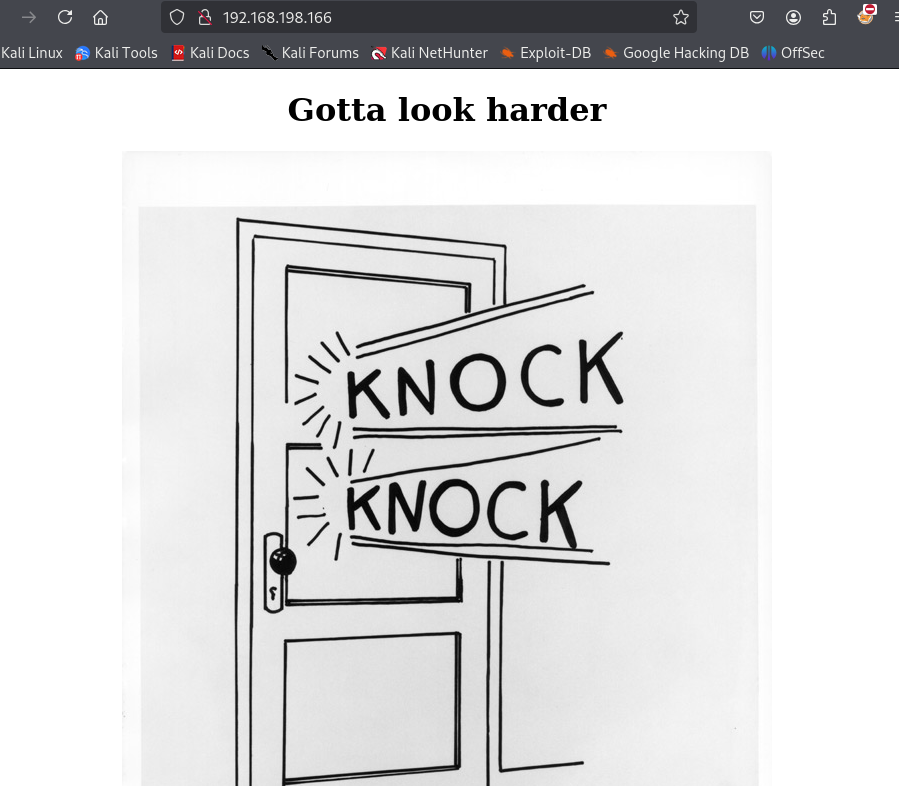 192.168.198.166
Kali Linux Kali Tools Kali Docs Kali Forums Kali NetHunter Exploit-DB Google Hacking DB OffSec
Gotta look harder
KNOCK
KNOCK